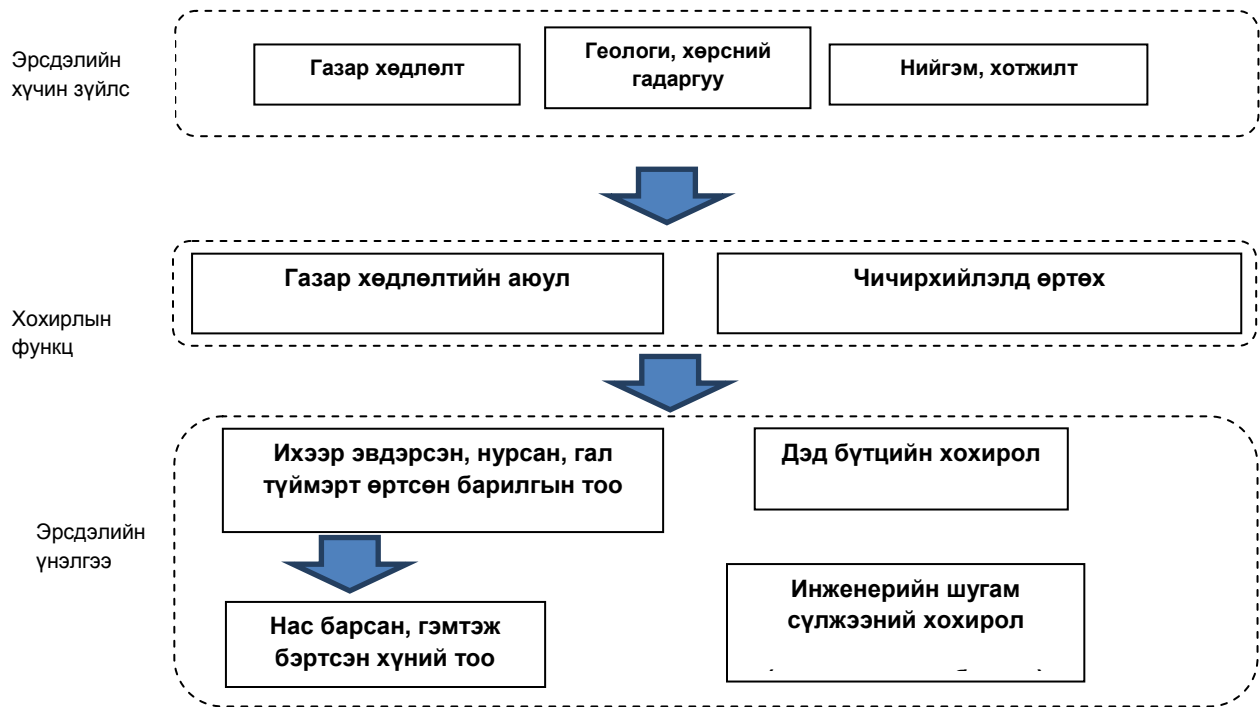 Эрсдэлийн
хүчин зүйлс
Газар хөдлөлт
Геологи, хөрсний
гадаргуу
Нийгэм, хотжилт
Хохирлын
функц
Газар хөдлөлтийн аюул
Чичирхийлэлд өртөх
Эрсдэлийн
үнэлгээ
Ихээр эвдэрсэн, нурсан, гал
түймэрт өртсөн барилгын тоо
Дэд бүтцийн хохирол
Нас барсан, гэмтэж
бэртсэн хүний тоо
Инженерийн шугам
сүлжээний хохирол